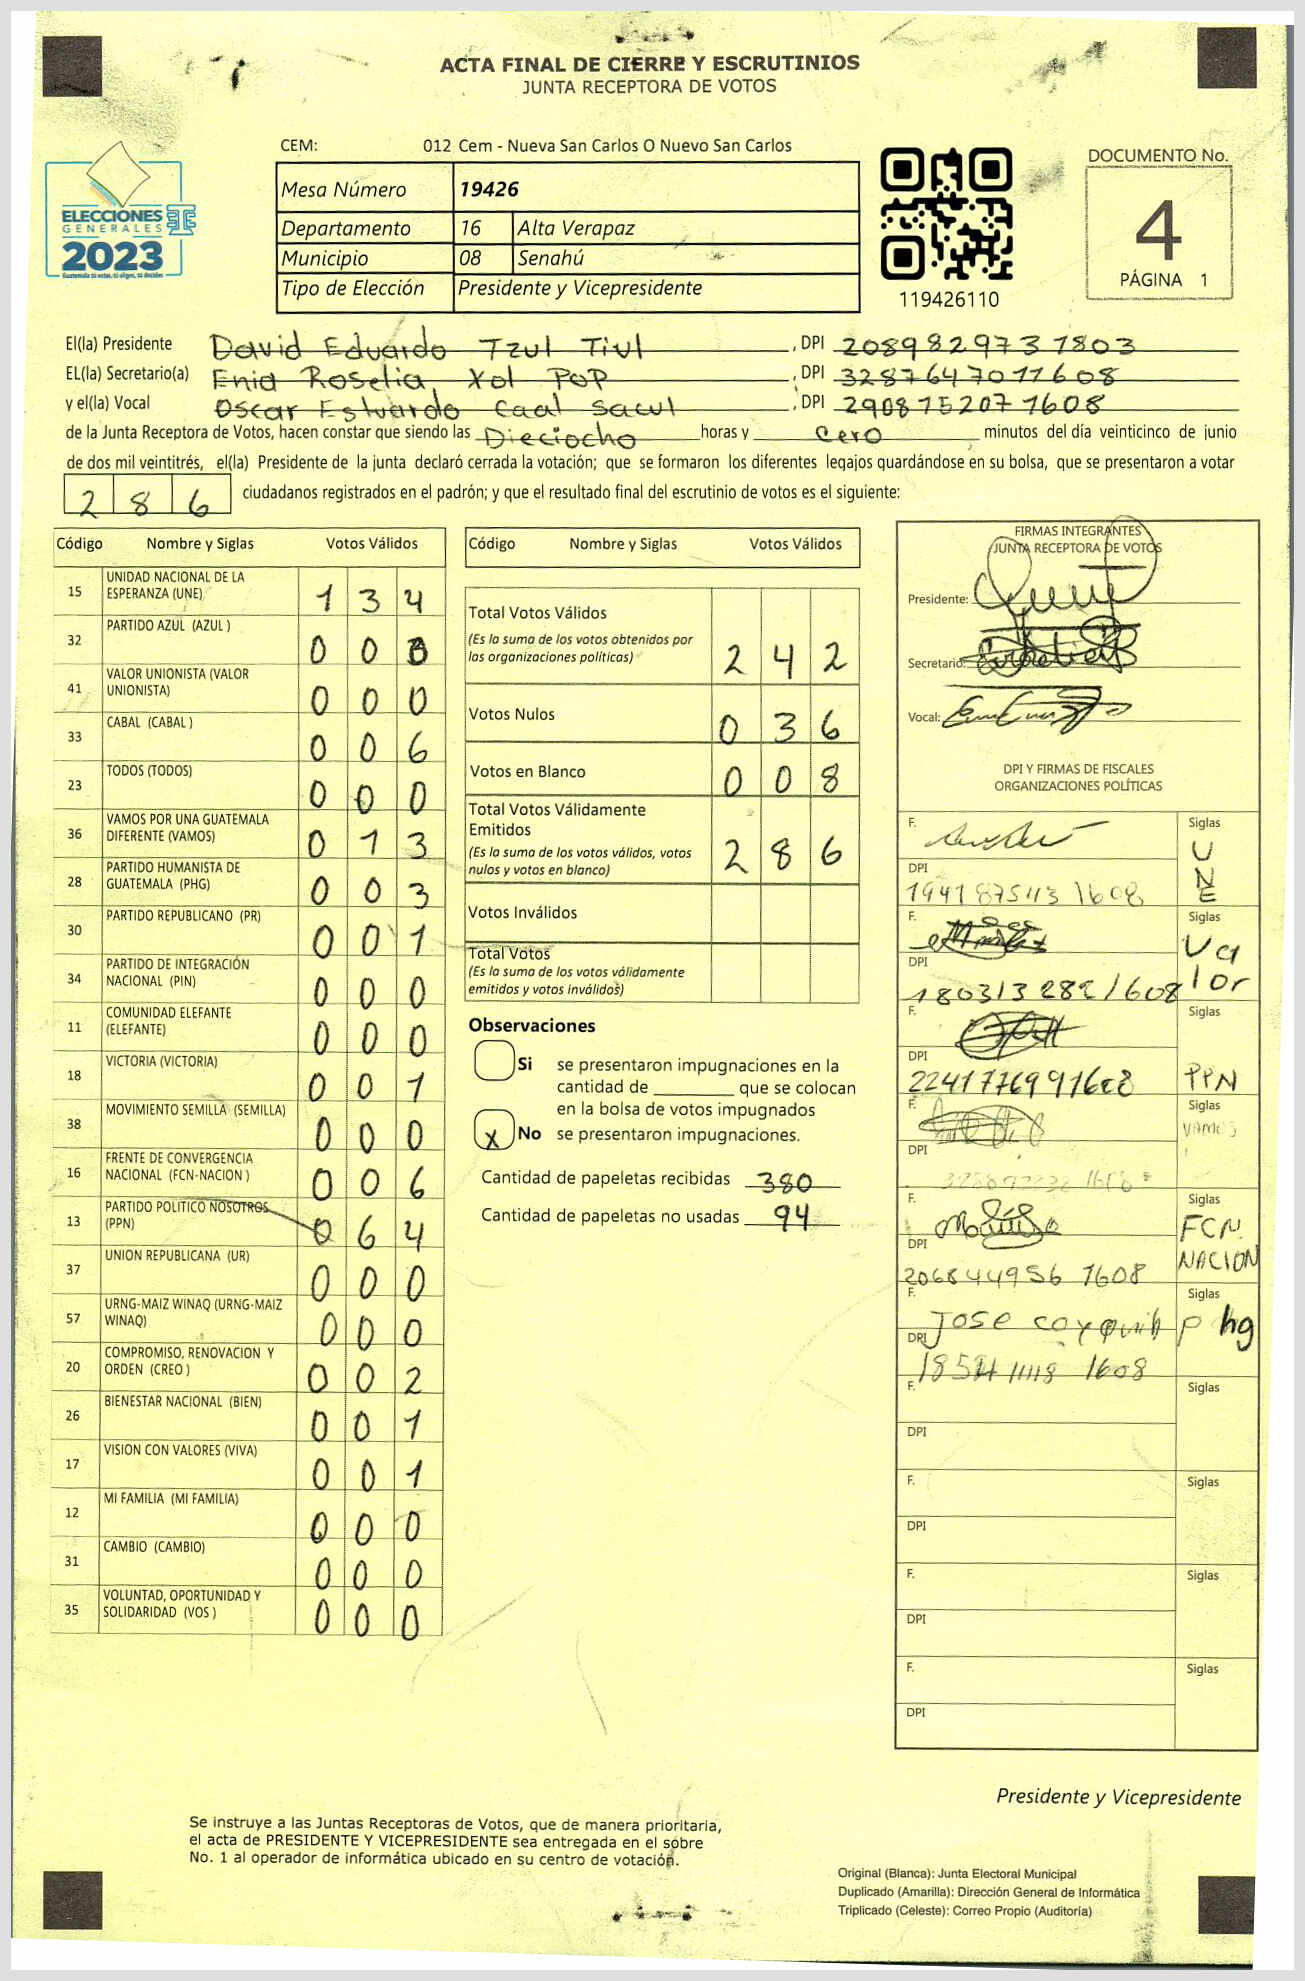 ACTA FINAL DE CIERRE Y ESCRUTINIOS
JUNTA RECEPTORA DE VOTOS
CEM: 012 Cem - Nueva San Carlos O Nuevo San Carlos
ELECCIONES
GENERALES
2023
Mesa Número 19426
Departamento 16 Alta Verapaz
Municipio 08 Senahú
Tipo de Elección Presidente y Vicepresidente
119426110
DOCUMENTO No.
4
PÁGINA 1
El(la) Presidente David Eduardo Tzul Tiul , DPI 2089829731803
EL(la) Secretario(a) Enia Roselia Xol Pop , DPI 3287647011608
y el(la) Vocal Oscar Estuardo Caal Sacul , DPI 2908752071608
de la Junta Receptora de Votos, hacen constar que siendo las Dieciocho horas y Cero minutos del día veinticinco de junio
de dos mil veintitrés, el(la) Presidente de la junta declaró cerrada la votación; que se formaron los diferentes legajos guardándose en su bolsa, que se presentaron a votar
286 ciudadanos registrados en el padrón; y que el resultado final del escrutinio de votos es el siguiente:
Código Nombre y Siglas Votos Válidos
15 UNIDAD NACIONAL DE LA
ESPERANZA (UNE) 1 3 4
32 PARTIDO AZUL (AZUL ) 0 0 0
41 VALOR UNIONISTA (VALOR
UNIONISTA) 0 0 0
33 CABAL (CABAL ) 0 0 6
23 TODOS (TODOS) 0 0 0
36 VAMOS POR UNA GUATEMALA
DIFERENTE (VAMOS) 0 1 3
28 PARTIDO HUMANISTA DE
GUATEMALA (PHG) 0 0 3
30 PARTIDO REPUBLICANO (PR) 0 0 1
34 PARTIDO DE INTEGRACIÓN
NACIONAL (PIN) 0 0 0
11 COMUNIDAD ELEFANTE
(ELEFANTE) 0 0 0
18 VICTORIA (VICTORIA) 0 0 1
38 MOVIMIENTO SEMILLA (SEMILLA) 0 0 0
16 FRENTE DE CONVERGENCIA
NACIONAL (FCN-NACION ) 0 0 6
13 PARTIDO POLITICO NOSOTROS
(PPN) 0 6 4
37 UNION REPUBLICANA (UR) 0 0 0
57 URNG-MAIZ WINAQ (URNG-MAIZ
WINAQ) 0 0 0
20 COMPROMISO, RENOVACION Y
ORDEN (CREO ) 0 0 2
26 BIENESTAR NACIONAL (BIEN) 0 0 1
17 VISION CON VALORES (VIVA) 0 0 1
12 MI FAMILIA (MI FAMILIA) 0 0 0
31 CAMBIO (CAMBIO) 0 0 0
35 VOLUNTAD, OPORTUNIDAD Y
SOLIDARIDAD (VOS ) 0 0 0
Código Nombre y Siglas Votos Válidos
Total Votos Válidos
(Es la suma de los votos obtenidos por
las organizaciones políticas) 2 4 2
Votos Nulos 0 3 6
Votos en Blanco 0 0 8
Total Votos Válidamente
Emitidos
(Es la suma de los votos válidos, votos
nulos y votos en blanco) 2 8 6
Votos Inválidos
Total Votos
(Es la suma de los votos válidamente
emitidos y votos inválidos)
Observaciones
Si se presentaron impugnaciones en la
cantidad de ________ que se colocan
en la bolsa de votos impugnados
X No se presentaron impugnaciones.
Cantidad de papeletas recibidas 380
Cantidad de papeletas no usadas 94
FIRMAS INTEGRANTES
JUNTA RECEPTORA DE VOTOS
Presidente:
Secretario:
Vocal:
DPI Y FIRMAS DE FISCALES
ORGANIZACIONES POLÍTICAS
F. Siglas
UNE
DPI
F. Siglas
Valor
DPI 1803132821608
F. Siglas
DPI PPN
F. Siglas
VAMOS
DPI
F. Siglas
FCN
NACION
DPI 2068449561608
F. Jose Siglas
phg
DPI
F. Siglas
DPI
F. Siglas
DPI
F. Siglas
DPI
F. Siglas
DPI
Presidente y Vicepresidente
Se instruye a las Juntas Receptoras de Votos, que de manera prioritaria,
el acta de PRESIDENTE Y VICEPRESIDENTE sea entregada en el sobre
No. 1 al operador de informática ubicado en su centro de votación.
Original (Blanca): Junta Electoral Municipal
Duplicado (Amarilla): Dirección General de Informática
Triplicado (Celeste): Correo Propio (Auditoría)